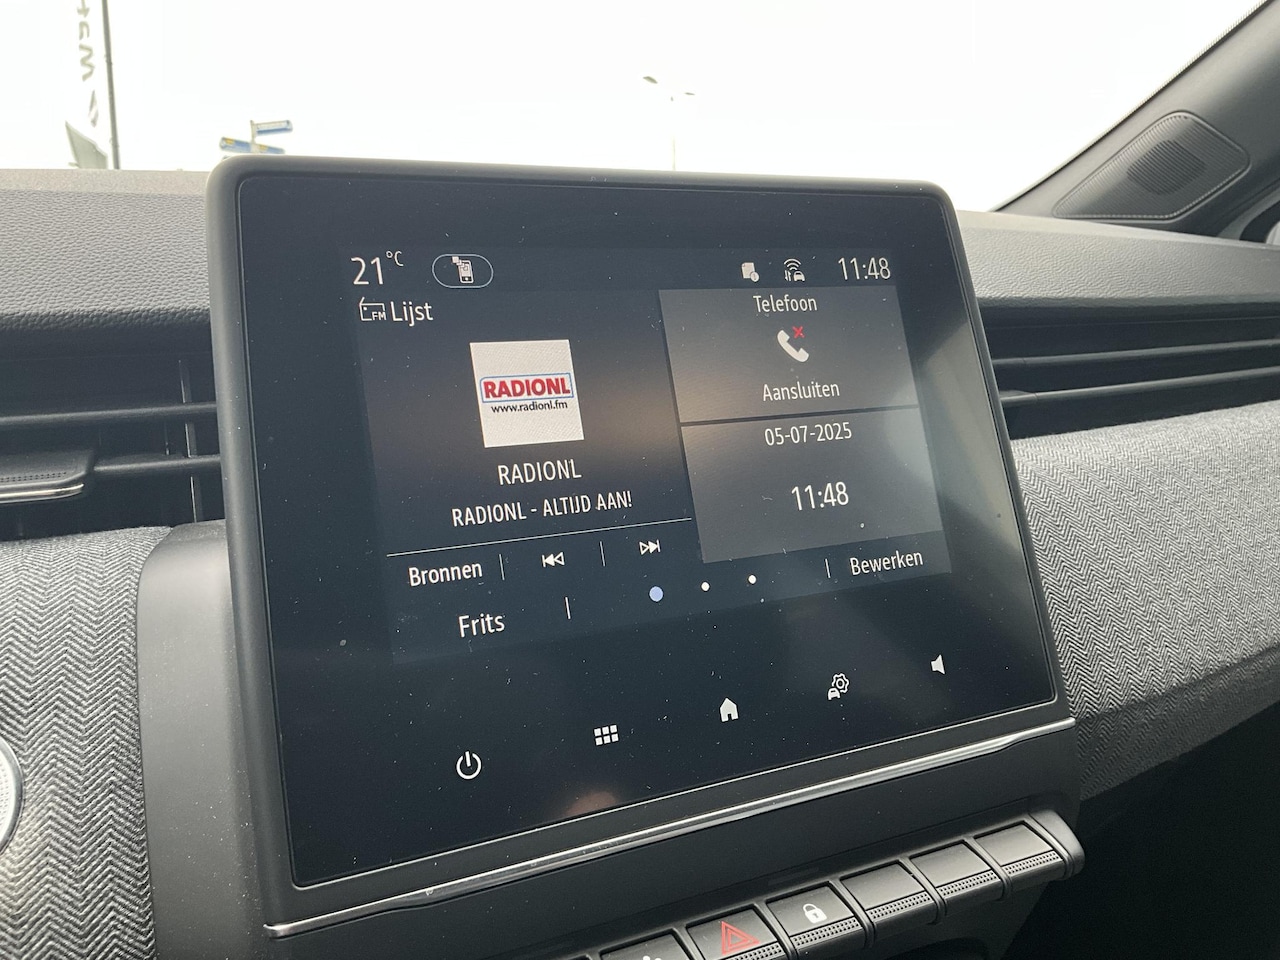 21°C
11:48
FM Lijst
RADIONL
www.radionl.fm
RADIONL
RADIONL - ALTIJD AAN!
Bronnen
Frits
Telefoon
Aansluiten
05-07-2025
11:48
Bewerken